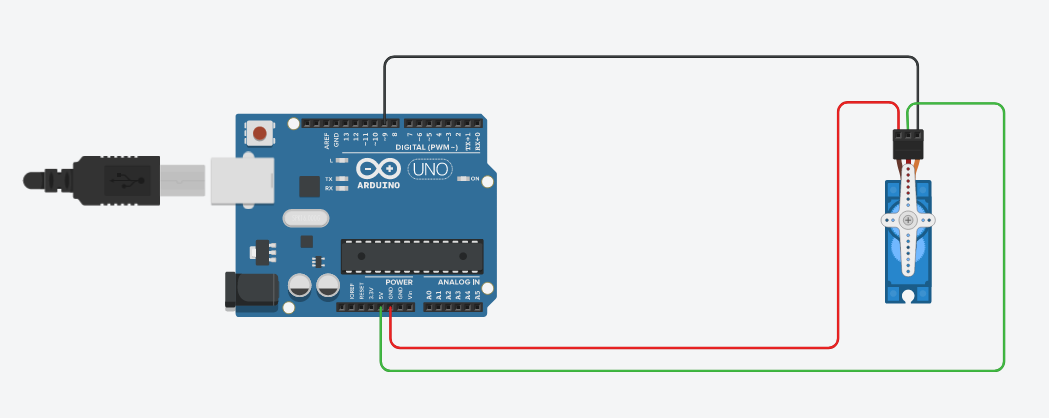 AREF
GND
13
12
~11
~10
~9
8
7
~6
~5
4
~3
2
TX→1
RX←0
DIGITAL (PWM~)
L
TX
RX
ARDUINO
UNO
ON
POWER
ANALOG IN
IOREF
RESET
3.3V
5V
GND
GND
Vin
A0
A1
A2
A3
A4
A5